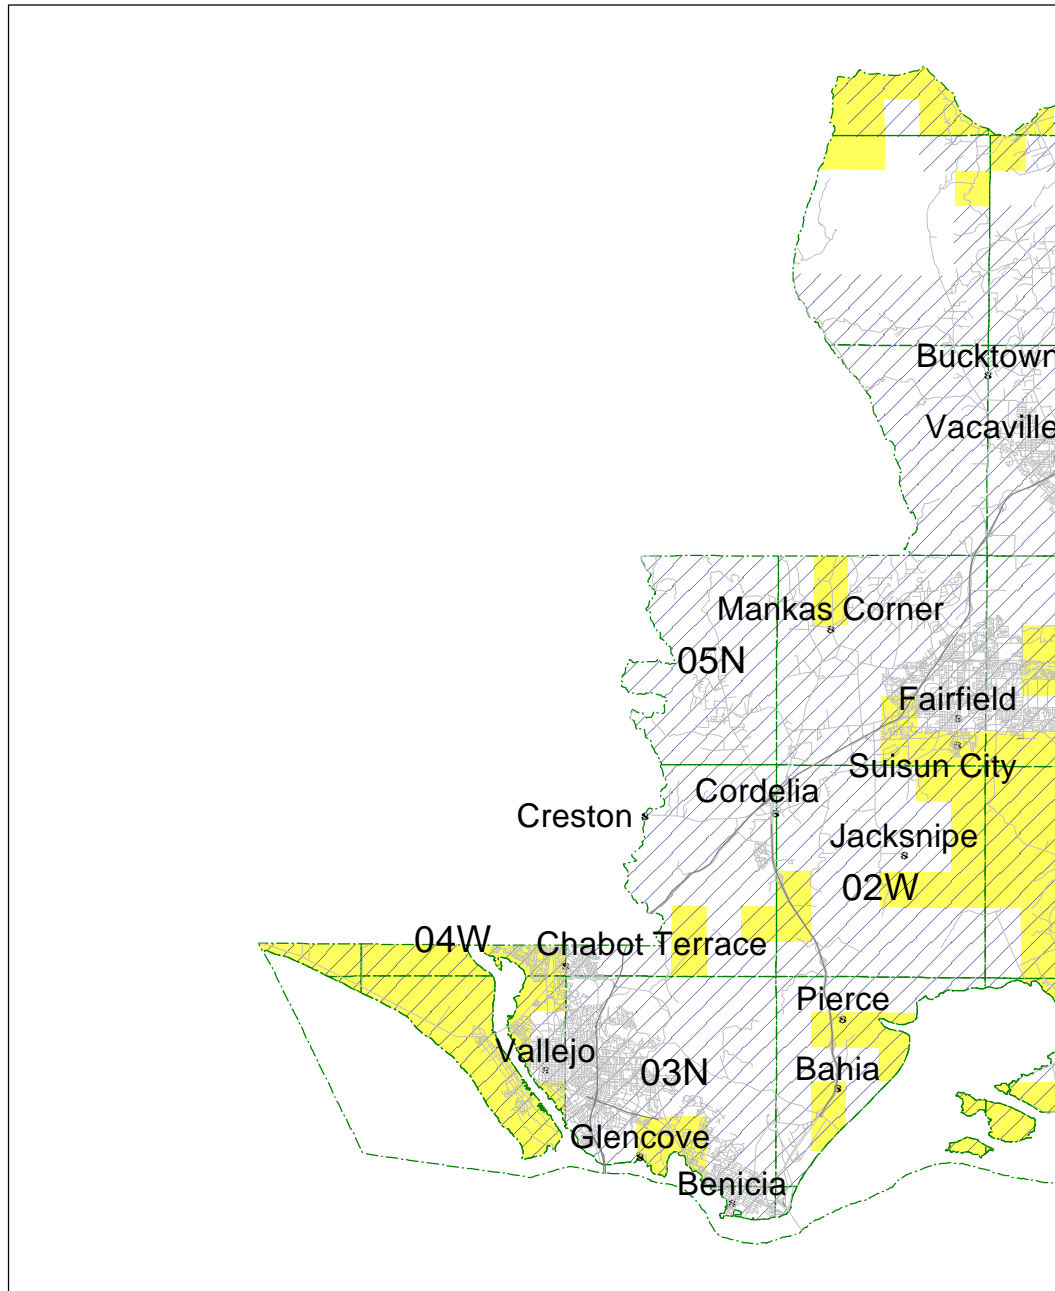 Bucktown
Vacaville
Mankas Corner
05N
Fairfield
Suisun City
Cordelia
Creston
Jacksnipe
02W
04W
Chabot Terrace
Pierce
Vallejo
03N
Bahia
Glencove
Benicia